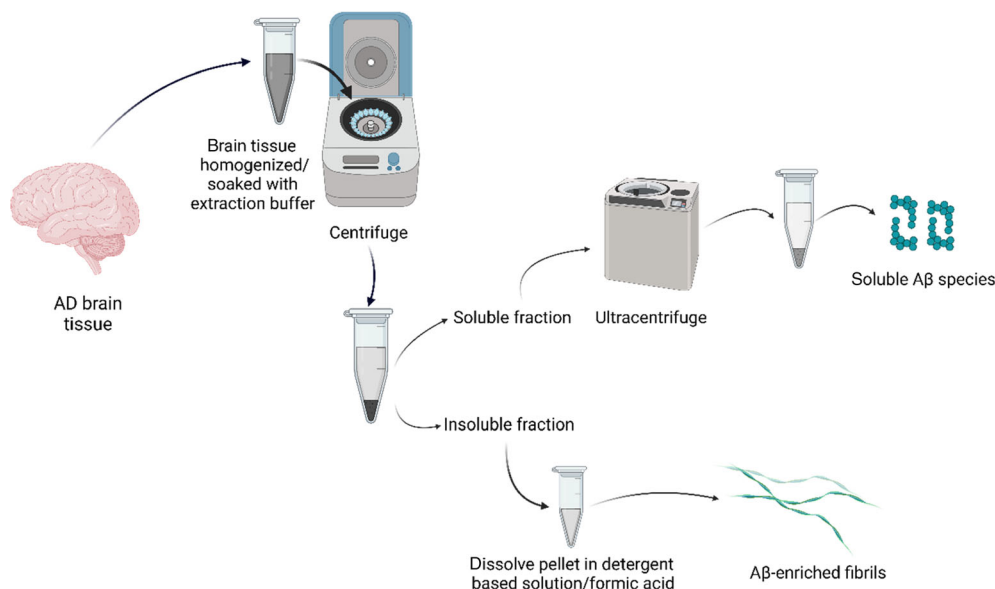 Brain tissue
homogenized/
soaked with
extraction buffer
Centrifuge
AD brain
tissue
Soluble fraction
Ultracentrifuge
Soluble Aβ species
Insoluble fraction
Dissolve pellet in detergent
based solution/formic acid
Aβ-enriched fibrils